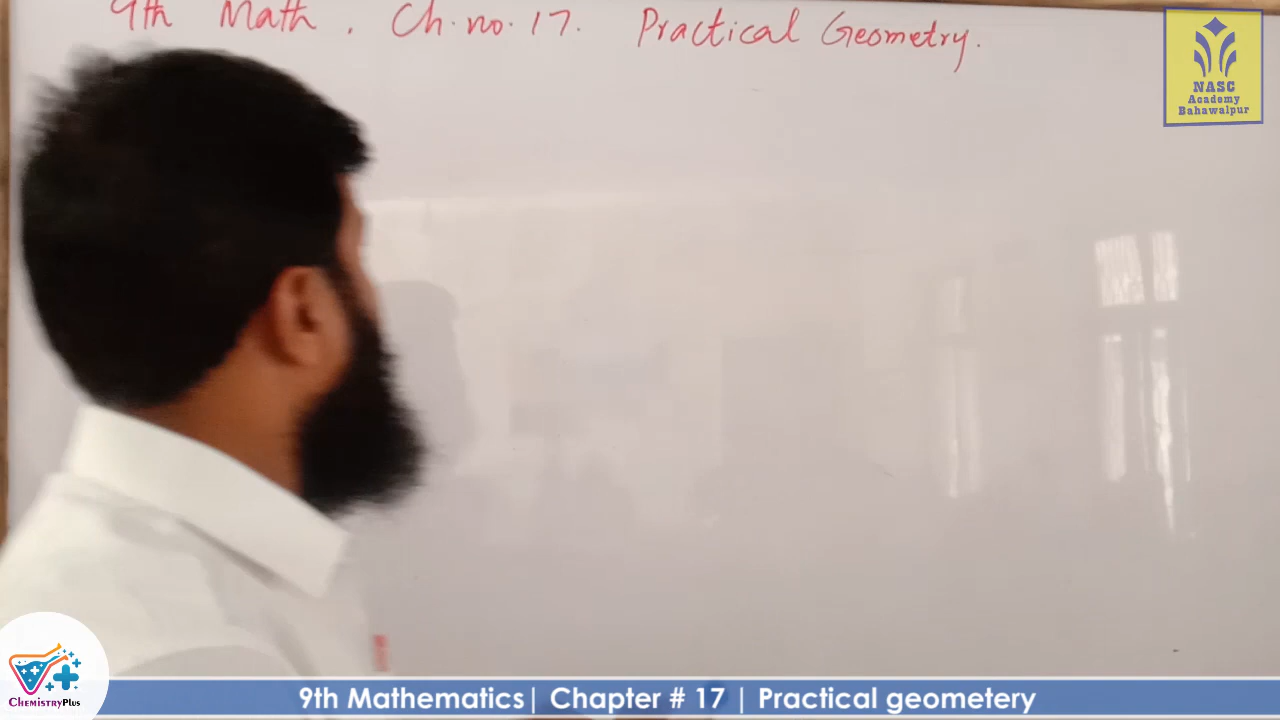 9th Math. Ch.no.17. Practical Geometry.
NASC
Academy
Bahawalpur
ChemistryPlus
9th Mathematics| Chapter # 17 | Practical geometery